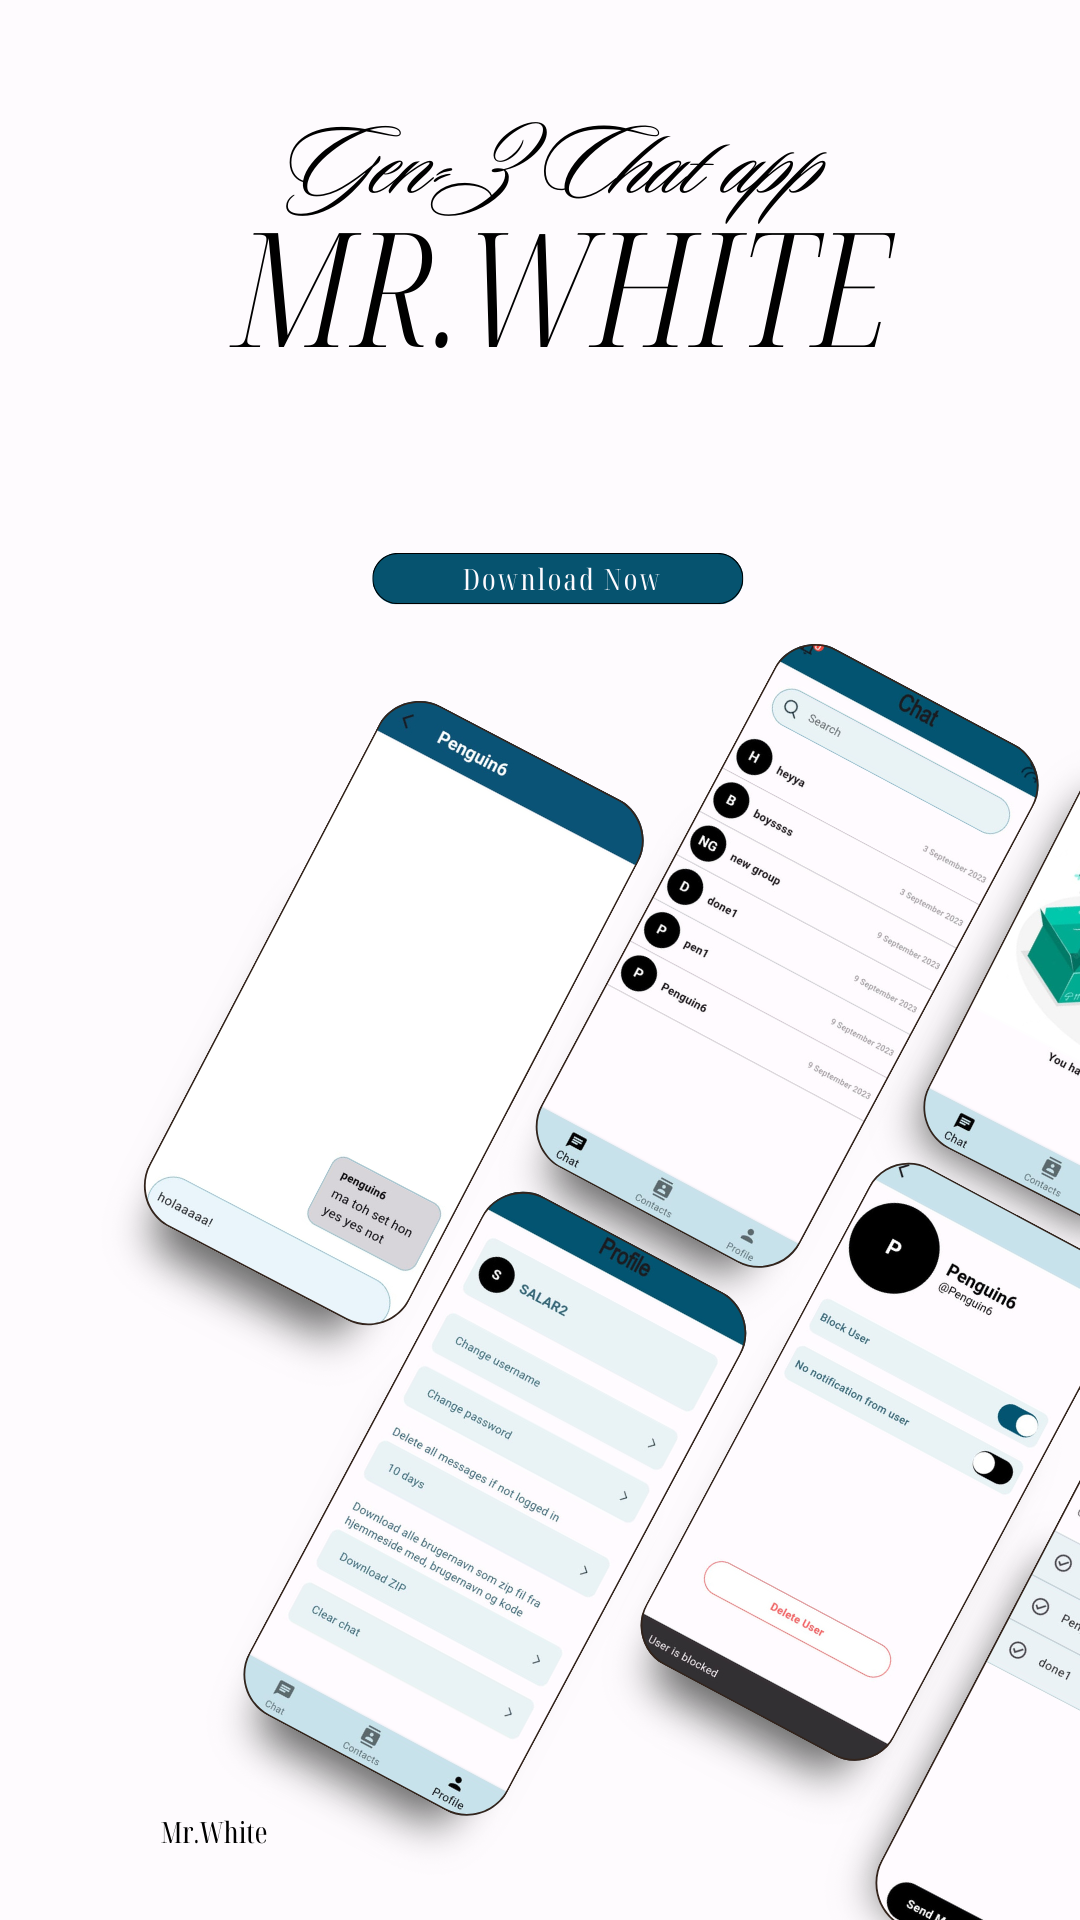 Gen-3 Chat app
MR.WHITE
Download Now
Penguin6
penguin6
ma toh set hon
yes yes not
holaaaaa!
Chat
Search
H
heyya
3 September 2023
B
boyssss
3 September 2023
NG
new group
9 September 2023
D
done1
9 September 2023
P
pen1
9 September 2023
P
Penguin6
9 September 2023
Chat
Contacts
Profile
You ha
Chat
Contacts
Profile
S
SALAR2
Change username
Change password
Delete all messages if not logged in
10 days
Download alle brugernavn som zip fil fra
hjemmeside med, brugernavn og kode
Download ZIP
Clear chat
Chat
Contacts
Profile
P
Penguin6
@Penguin6
Block User
No notification from user
Delete User
User is blocked
Pen
done1
Send M
Mr.White